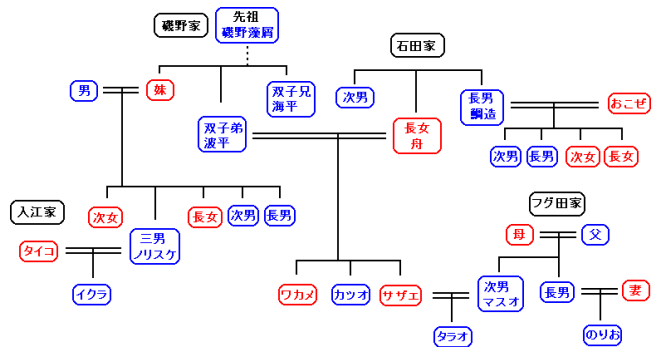 磯野家
先祖
磯野藻屑
石田家
男
妹
双子兄
海平
次男
長男
鯛造
おこぜ
双子弟
波平
長女
舟
次男
長男
次女
長女
入江家
次女
三男
ノリスケ
長女
次男
長男
フグ田家
母
父
タイコ
イクラ
ワカメ
カツオ
サザエ
次男
マスオ
長男
妻
タラオ
のりお